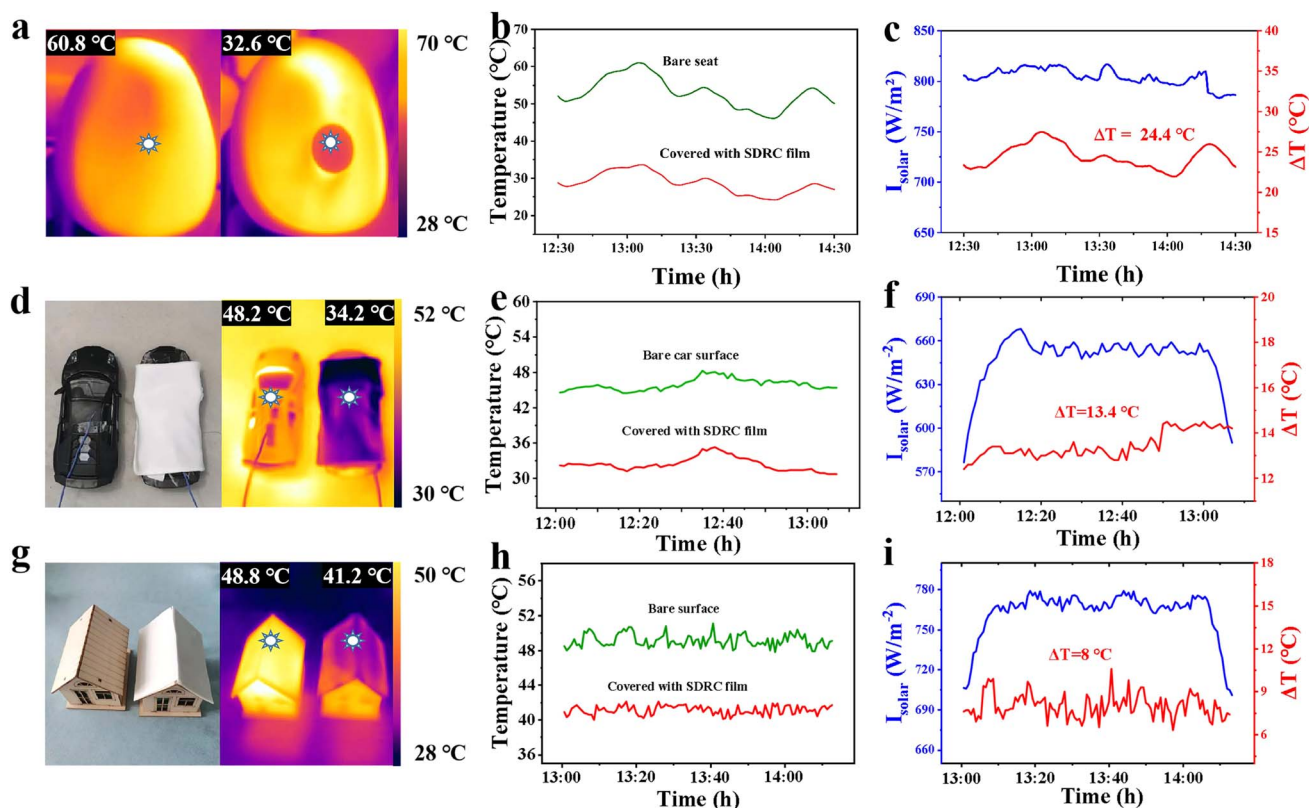 a
60.8 °C
32.6 °C
70 °C
28 °C
b
Temperature (°C)
70
60
50
40
30
20
Bare seat
Covered with SDRC film
12:30
13:00
13:30
14:00
14:30
Time (h)
c
I_solar (W/m²)
850
800
750
700
650
ΔT = 24.4 °C
40
35
30
25
20
15
ΔT (°C)
12:30
13:00
13:30
14:00
14:30
Time (h)
d
48.2 °C
34.2 °C
52 °C
30 °C
e
Temperature (°C)
60
54
48
42
36
30
Bare car surface
Covered with SDRC film
12:00
12:20
12:40
13:00
Time (h)
f
I_solar (W/m⁻²)
690
660
630
600
570
ΔT=13.4 °C
20
18
16
14
12
ΔT (°C)
12:00
12:20
12:40
13:00
Time (h)
g
48.8 °C
41.2 °C
50 °C
28 °C
h
Temperature (°C)
56
52
48
44
40
36
Bare surface
Covered with SDRC film
13:00
13:20
13:40
14:00
Time (h)
i
I_solar (W/m⁻²)
780
750
720
690
660
ΔT=8 °C
18
15
12
9
6
3
ΔT (°C)
13:00
13:20
13:40
14:00
Time (h)